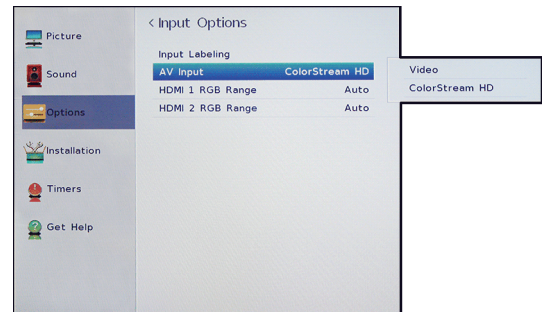 < Input Options
Picture
Sound
Options
Installation
Timers
Get Help
Input Labeling
AV Input ColorStream HD
HDMI 1 RGB Range Auto
HDMI 2 RGB Range Auto
Video
ColorStream HD